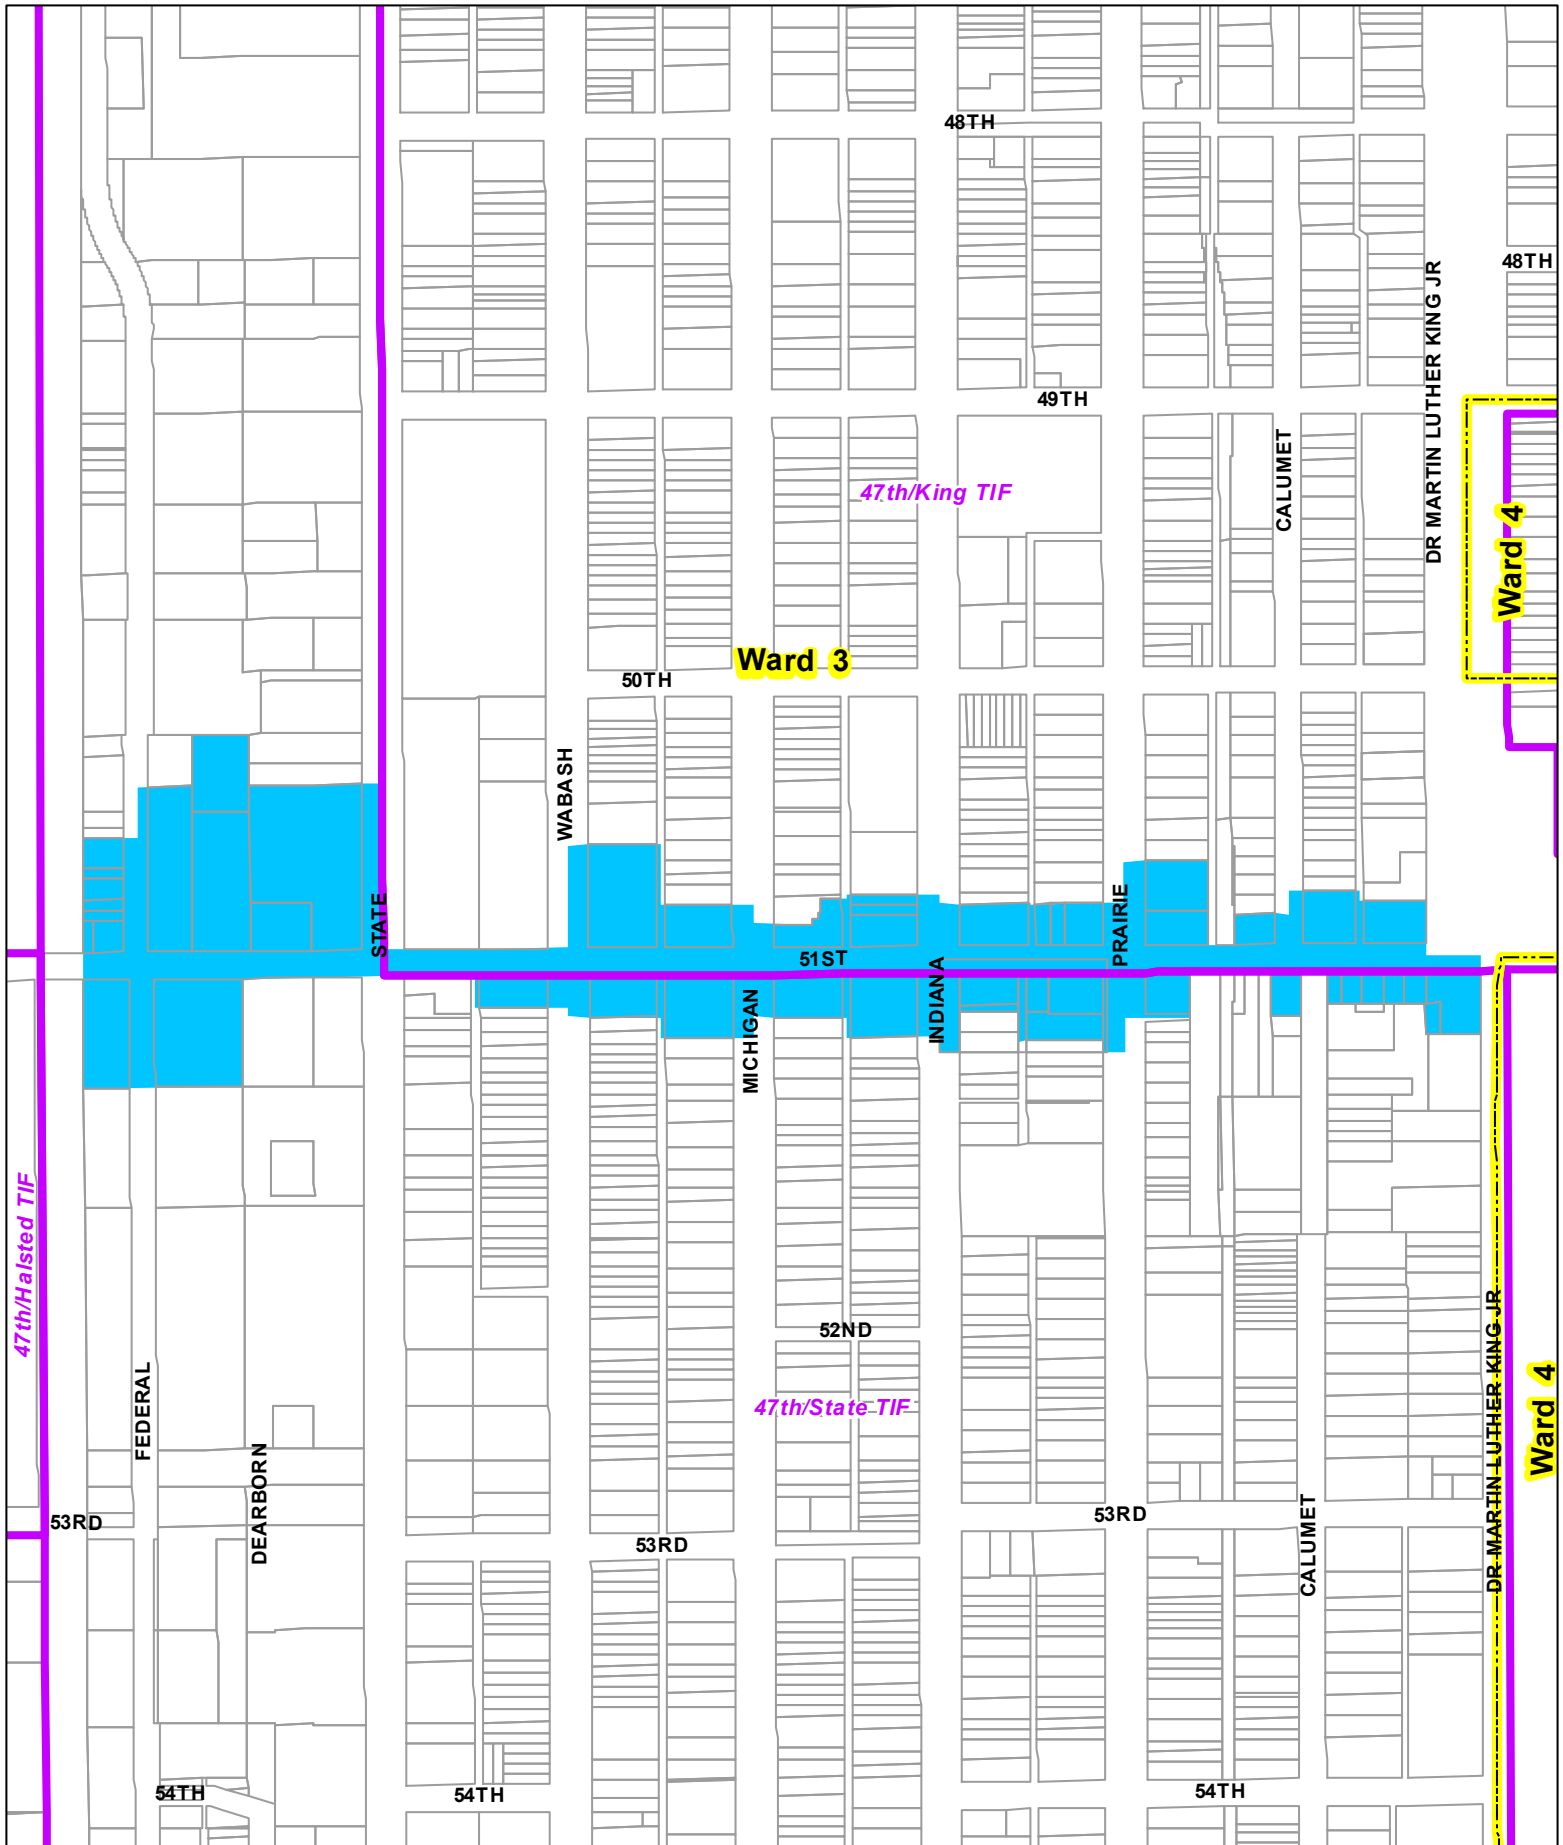 48TH
48TH
DR MARTIN LUTHER KING JR
49TH
CALUMET
47th/King TIF
Ward 4
Ward 3
50TH
WABASH
STATE
PRAIRIE
51ST
INDIANA
MICHIGAN
47th/Halsted TIF
52ND
DR MARTIN LUTHER KING JR
FEDERAL
Ward 4
47th/State TIF
DEARBORN
53RD
53RD
CALUMET
53RD
54TH
54TH
54TH